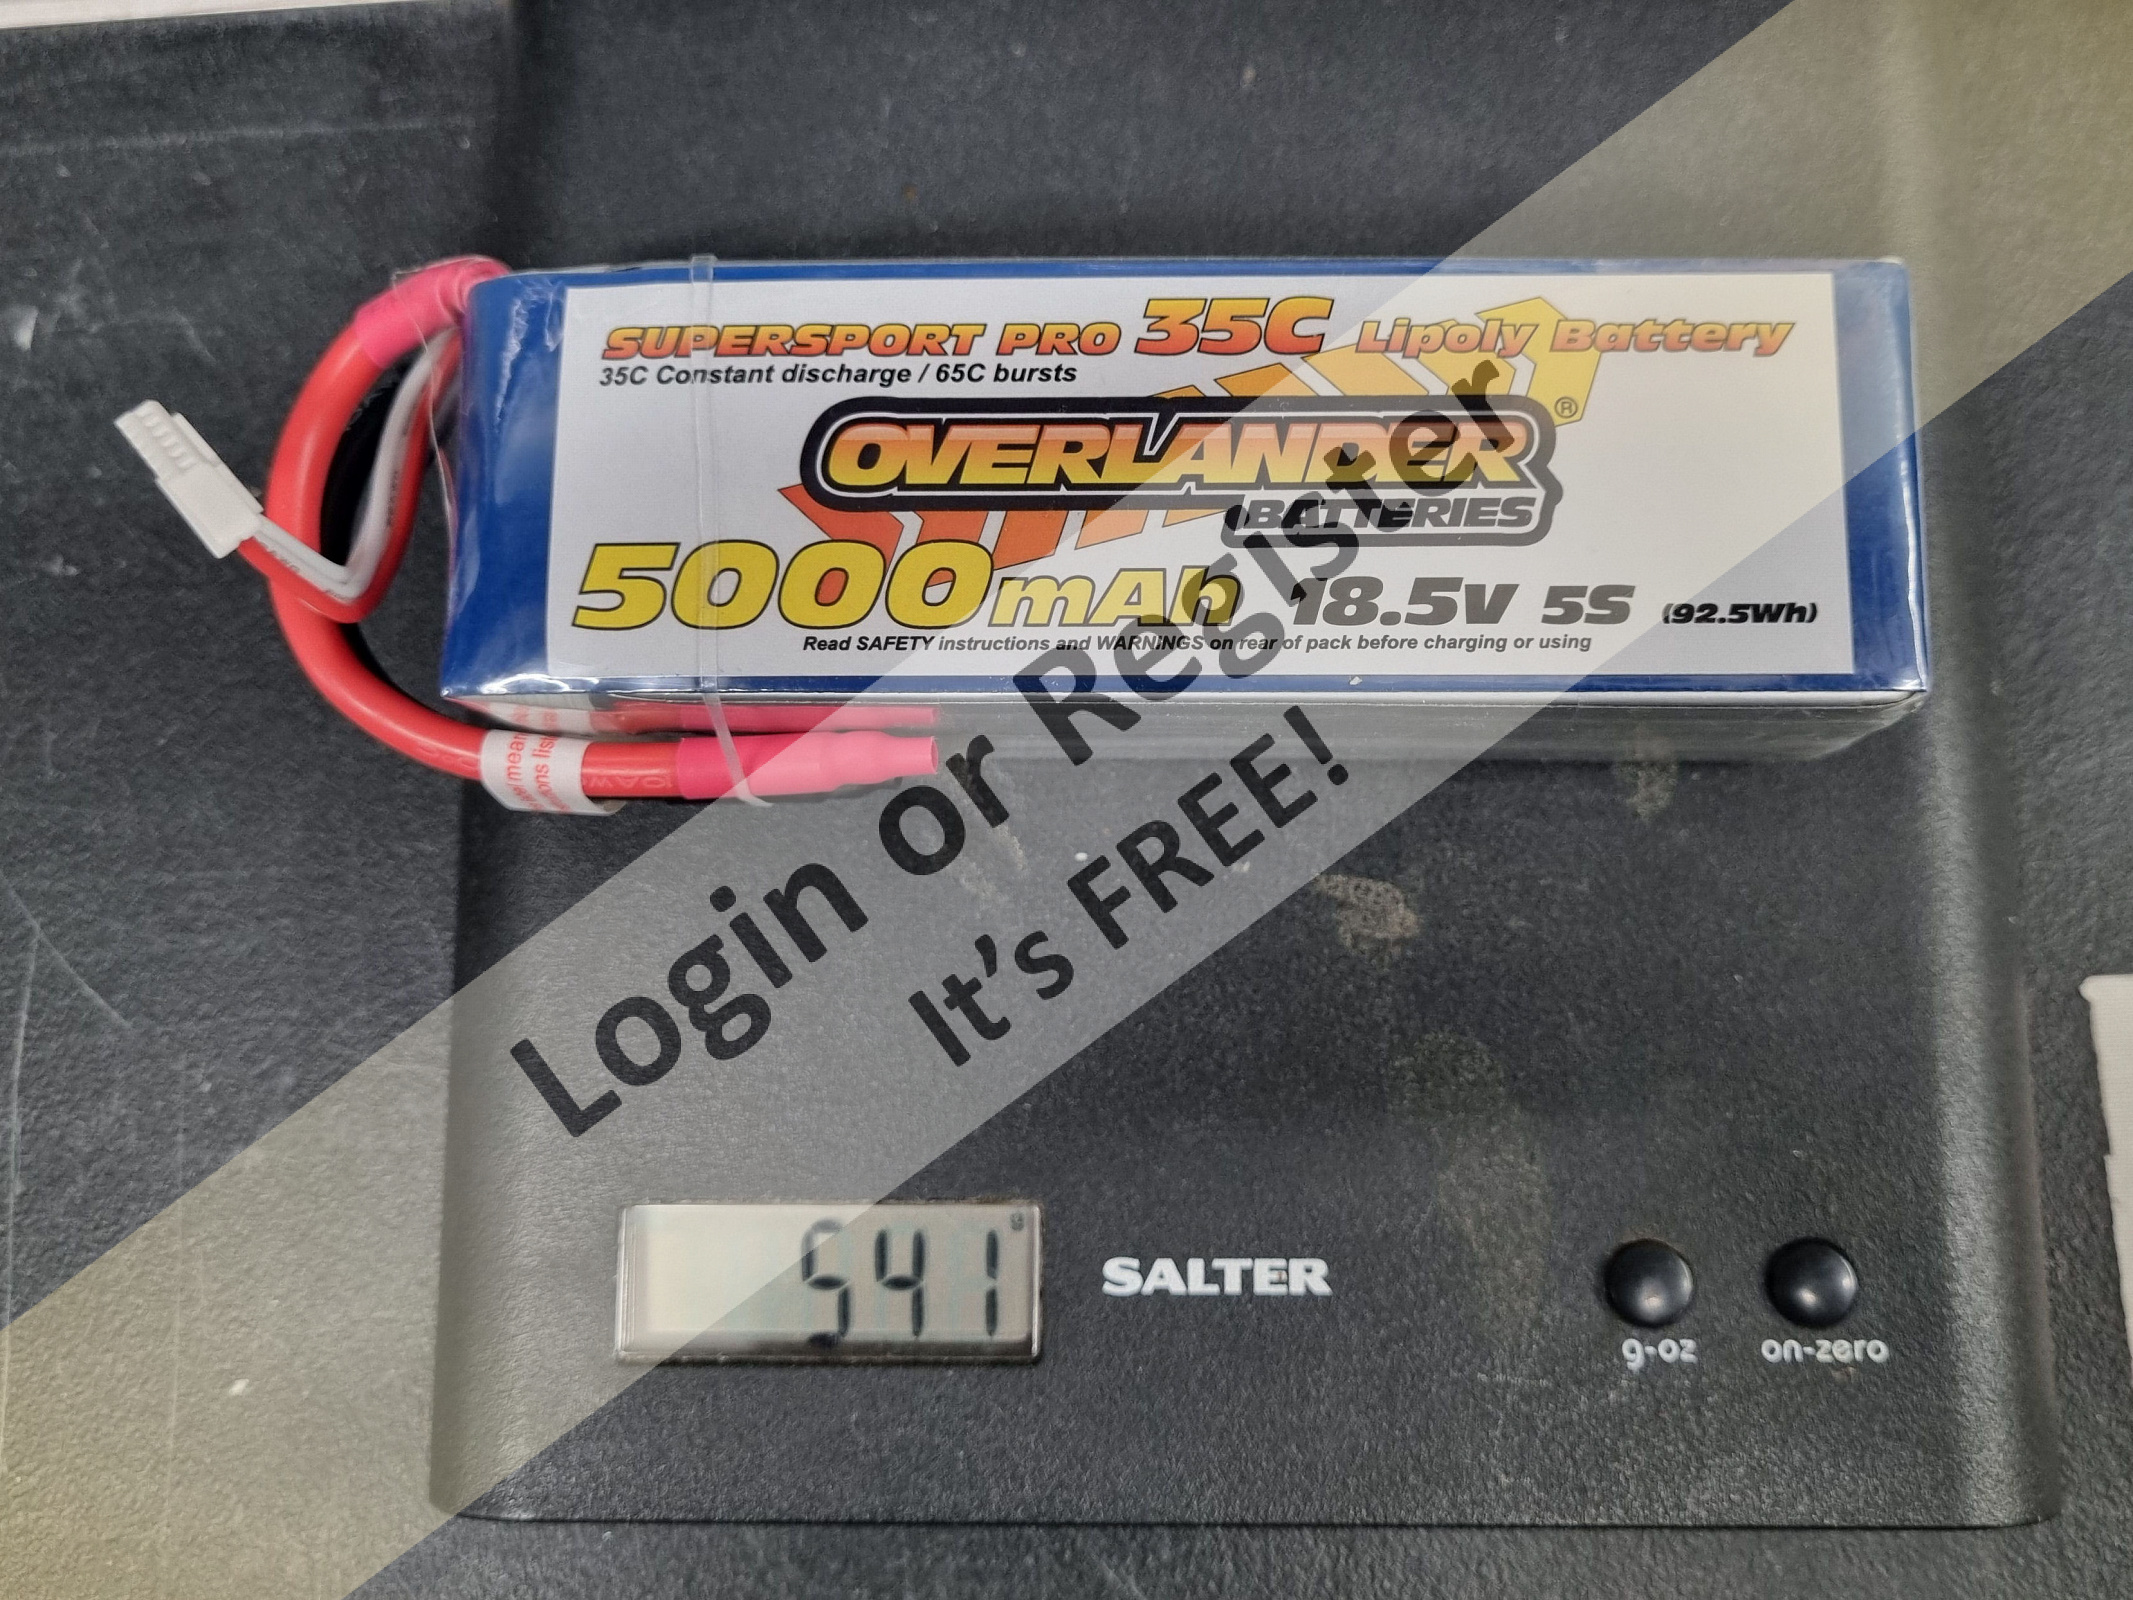 SUPERSPORT PRO 35C Lipoly Battery
35C Constant discharge / 65C bursts
OVERLANDER®
BATTERIES
5000mAh 18.5V 5S (92.5Wh)
Read SAFETY instructions and WARNINGS on rear of pack before charging or using
Login or Register
It's FREE!
541 g
SALTER
g-oz
on-zero